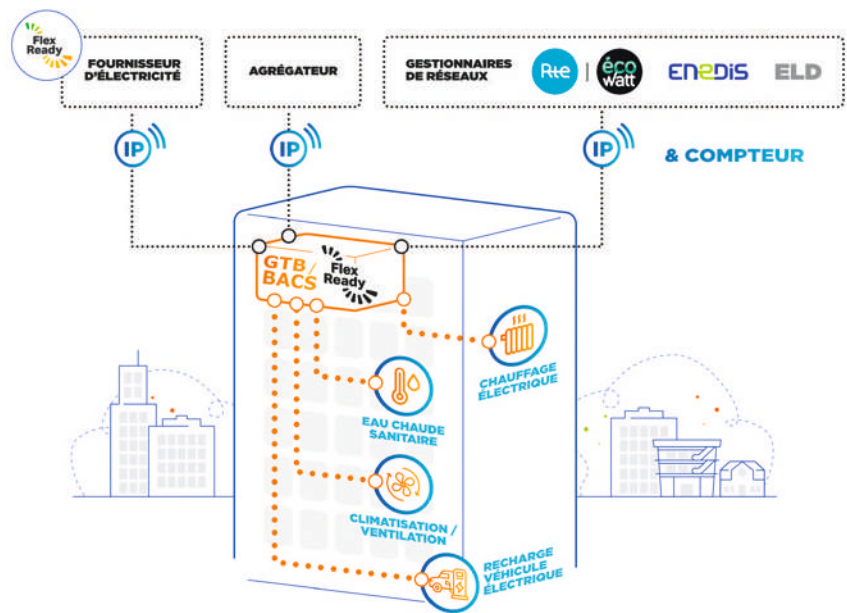 Flex
Ready
FOURNISSEUR
D'ÉLECTRICITÉ
AGRÉGATEUR
GESTIONNAIRES
DE RÉSEAUX
Rte
éco
watt
ENEDIS
ELD
IP
IP
IP
& COMPTEUR
GTB /
BACS
Flex
Ready
CHAUFFAGE
ÉLECTRIQUE
EAU CHAUDE
SANITAIRE
CLIMATISATION /
VENTILATION
RECHARGE
VÉHICULE
ÉLECTRIQUE